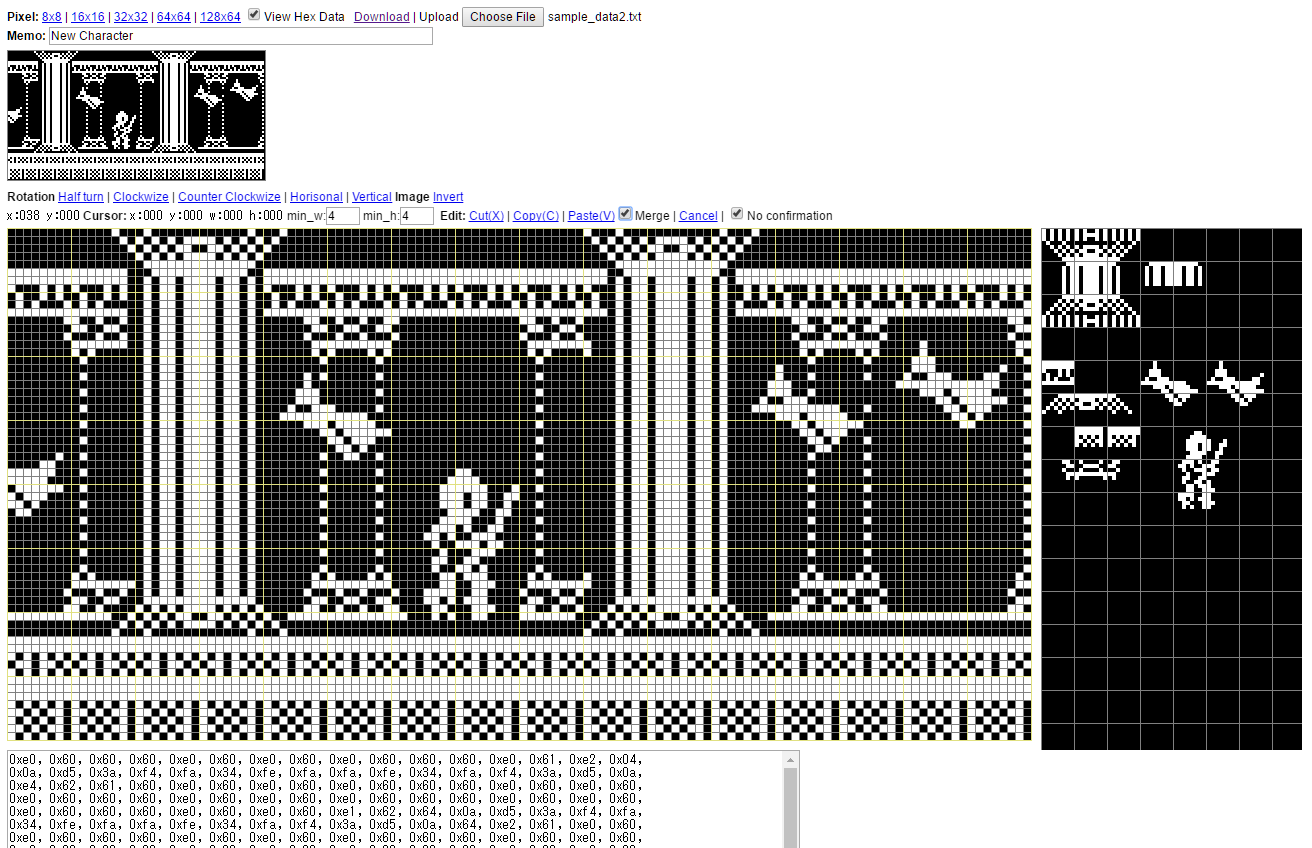 Pixel: 8x8 | 16x16 | 32x32 | 64x64 | 128x64 View Hex Data Download | Upload Choose File sample_data2.txt
Memo: New Character
Rotation Half turn | Clockwize | Counter Clockwize | Horisonal | Vertical Image Invert
x:038 y:000 Cursor: x:000 y:000 w:000 h:000 min_w: 4 min_h: 4 Edit: Cut(X) | Copy(C) | Paste(V) Merge | Cancel | No confirmation
0xe0, 0x60, 0x60, 0x60, 0xe0, 0x60, 0xe0, 0x60, 0xe0, 0x60, 0x60, 0x60, 0xe0, 0x61, 0xe2, 0x04,
0x0a, 0xd5, 0x3a, 0xf4, 0xfa, 0x34, 0xfe, 0xfa, 0xfa, 0xfe, 0x34, 0xfa, 0xf4, 0x3a, 0xd5, 0x0a,
0xe4, 0x62, 0x61, 0x60, 0xe0, 0x60, 0xe0, 0x60, 0xe0, 0x60, 0x60, 0x60, 0xe0, 0x60, 0xe0, 0x60,
0xe0, 0x60, 0x60, 0x60, 0xe0, 0x60, 0xe0, 0x60, 0xe0, 0x60, 0x60, 0x60, 0xe0, 0x60, 0xe0, 0x60,
0xe0, 0x60, 0x60, 0x60, 0xe0, 0x60, 0xe0, 0x60, 0xe1, 0x62, 0x64, 0x0a, 0xd5, 0x3a, 0xf4, 0xfa,
0x34, 0xfe, 0xfa, 0xfa, 0xfe, 0x34, 0xfa, 0xf4, 0x3a, 0xd5, 0x0a, 0x64, 0xe2, 0x61, 0xe0, 0x60,
0xe0, 0x60, 0xe0, 0x60, 0xe0, 0x60, 0xe0, 0x60, 0xe0, 0x60, 0x60, 0x60, 0xe0, 0x60, 0xe0, 0x60,